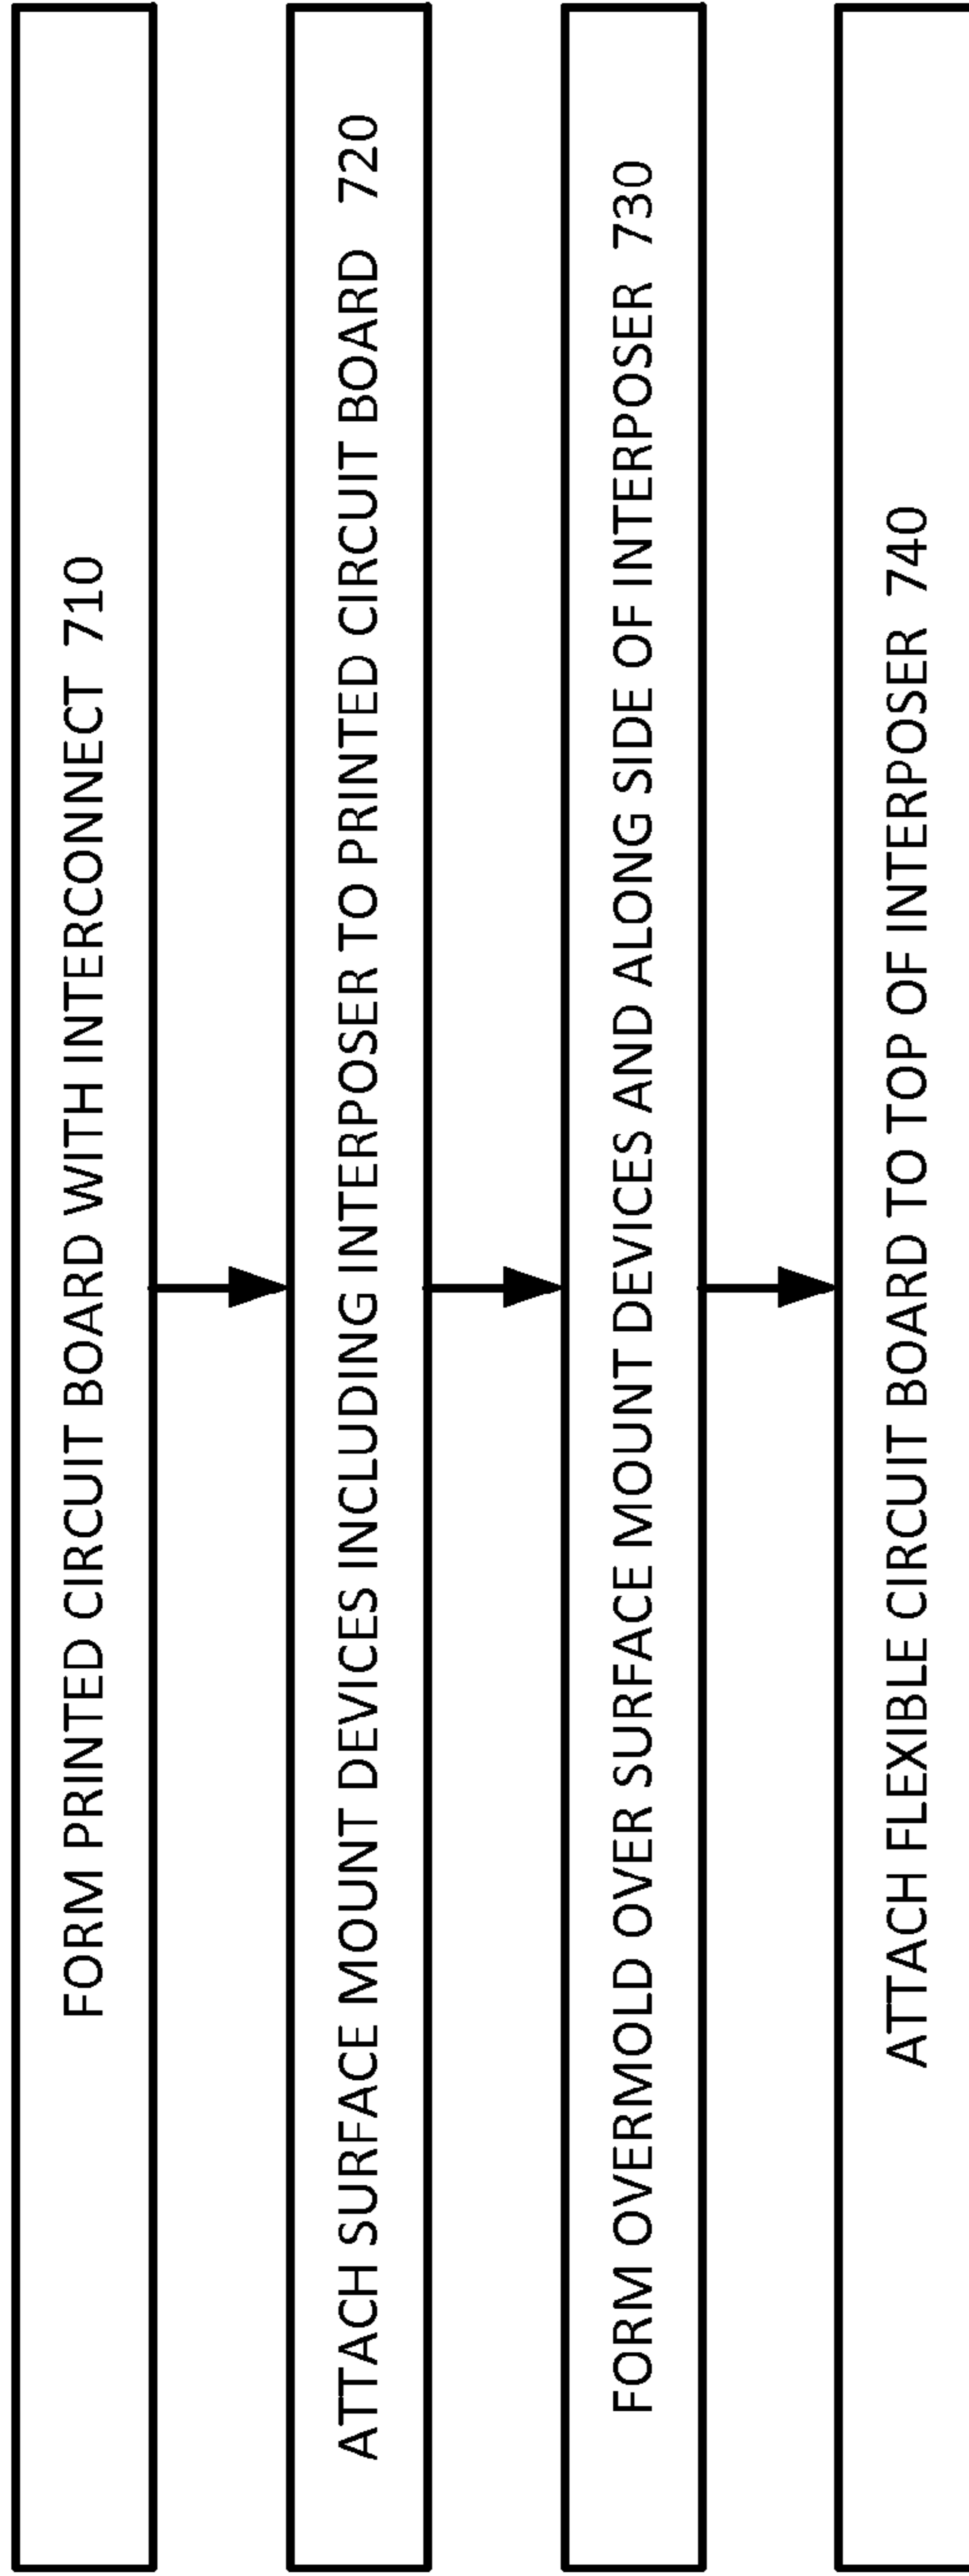 FORM PRINTED CIRCUIT BOARD WITH INTERCONNECT 710
ATTACH SURFACE MOUNT DEVICES INCLUDING INTERPOSER TO PRINTED CIRCUIT BOARD 720
FORM OVERMOLD OVER SURFACE MOUNT DEVICES AND ALONG SIDE OF INTERPOSER 730
ATTACH FLEXIBLE CIRCUIT BOARD TO TOP OF INTERPOSER 740